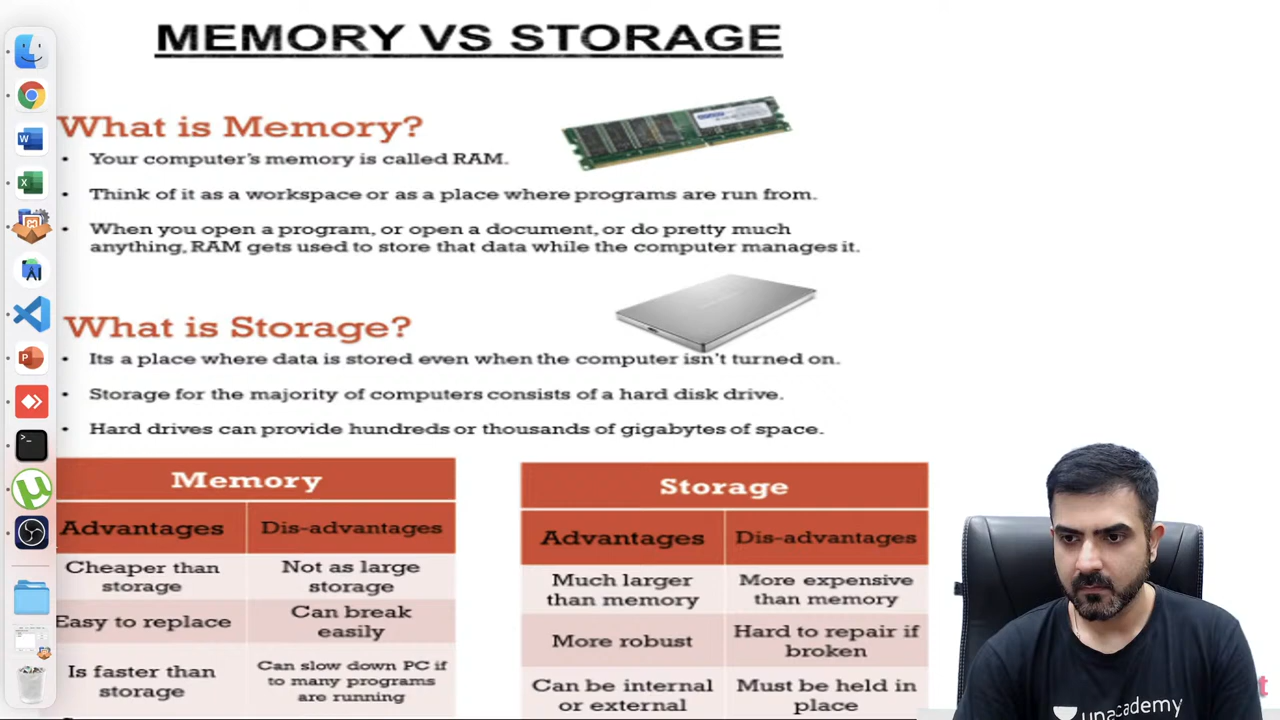 MEMORY VS STORAGE
What is Memory?
• Your computer's memory is called RAM.
• Think of it as a workspace or as a place where programs are run from.
• When you open a program, or open a document, or do pretty much
anything, RAM gets used to store that data while the computer manages it.
What is Storage?
• Its a place where data is stored even when the computer isn't turned on.
• Storage for the majority of computers consists of a hard disk drive.
• Hard drives can provide hundreds or thousands of gigabytes of space.
Memory
Advantages Dis-advantages
Cheaper than
storage
Not as large
storage
Easy to replace
Can break
easily
Is faster than
storage
Can slow down PC if
to many programs
are running
Storage
Advantages Dis-advantages
Much larger
than memory
More expensive
than memory
More robust
Hard to repair if
broken
Can be internal
or external
Must be held in
place
unacademy